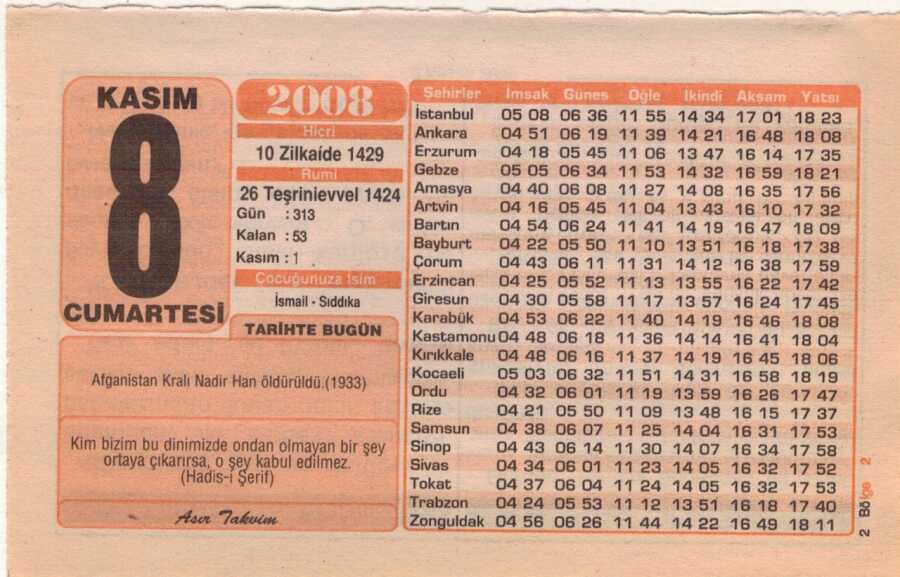 KASIM
8
CUMARTESİ
2008
Hicri
10 Zilkaíde 1429
Rumi
26 Teşrinievvel 1424
Gün : 313
Kalan : 53
Kasım : 1
Çocuğunuza İsim
İsmail - Sıddıka
TARİHTE BUGÜN
Afganistan Kralı Nadir Han öldürüldü.(1933)
Kim bizim bu dinimizde ondan olmayan bir şey
ortaya çıkarırsa, o şey kabul edilmez.
(Hadis-i Şerif)
Asır Takvim
Şehirler İmsak Güneş Öğle İkindi Akşam Yatsı
İstanbul 05 08 06 36 11 55 14 34 17 01 18 23
Ankara 04 51 06 19 11 39 14 21 16 48 18 08
Erzurum 04 18 05 45 11 06 13 47 16 14 17 35
Gebze 05 05 06 34 11 53 14 32 16 59 18 21
Amasya 04 40 06 08 11 27 14 08 16 35 17 56
Artvin 04 16 05 45 11 04 13 43 16 10 17 32
Bartın 04 54 06 24 11 41 14 19 16 47 18 09
Bayburt 04 22 05 50 11 10 13 51 16 18 17 38
Çorum 04 43 06 11 11 31 14 12 16 38 17 59
Erzincan 04 25 05 52 11 13 13 55 16 22 17 42
Giresun 04 30 05 58 11 17 13 57 16 24 17 45
Karabük 04 53 06 22 11 40 14 19 16 46 18 08
Kastamonu 04 48 06 18 11 36 14 14 16 41 18 04
Kırıkkale 04 48 06 16 11 37 14 19 16 45 18 06
Kocaeli 05 03 06 32 11 51 14 31 16 58 18 19
Ordu 04 32 06 01 11 19 13 59 16 26 17 47
Rize 04 21 05 50 11 09 13 48 16 15 17 37
Samsun 04 38 06 07 11 25 14 04 16 31 17 53
Sinop 04 43 06 14 11 30 14 07 16 34 17 58
Sivas 04 34 06 01 11 23 14 05 16 32 17 52
Tokat 04 37 06 04 11 24 14 05 16 32 17 53
Trabzon 04 24 05 53 11 12 13 51 16 18 17 40
Zonguldak 04 56 06 26 11 44 14 22 16 49 18 11
2 Bölge 2